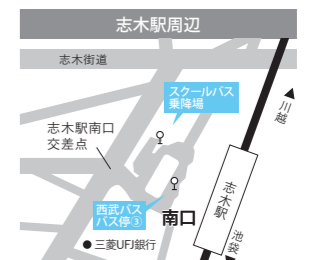 志木駅周辺
志木街道
スクールバス
乗降場
川越
志木駅南口
交差点
志木駅
西武バス
バス停③
南口
池袋
三菱UFJ銀行